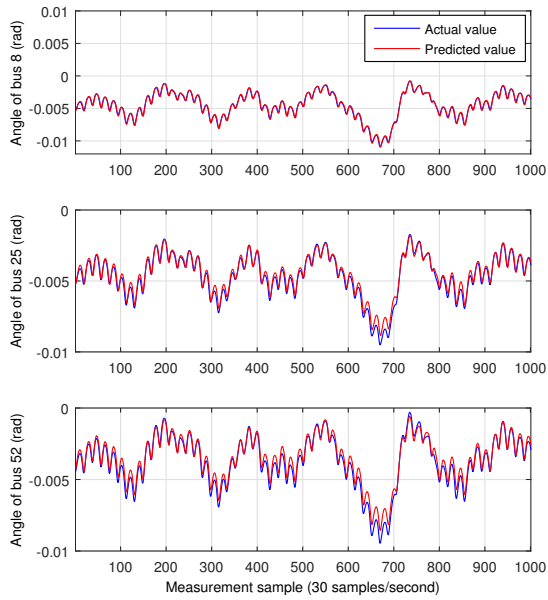 0.01
0.005
0
-0.005
-0.01
Angle of bus 8 (rad)
Actual value
Predicted value
100 200 300 400 500 600 700 800 900 1000
0
-0.005
-0.01
Angle of bus 25 (rad)
100 200 300 400 500 600 700 800 900 1000
0
-0.005
-0.01
Angle of bus 52 (rad)
100 200 300 400 500 600 700 800 900 1000
Measurement sample (30 samples/second)